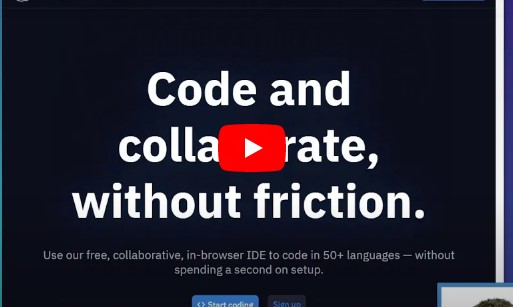 Code and
colla rate,
without friction.
Use our free, collaborative, in-browser IDE to code in 50+ languages — without
spending a second on setup.
<> Start coding Sign up